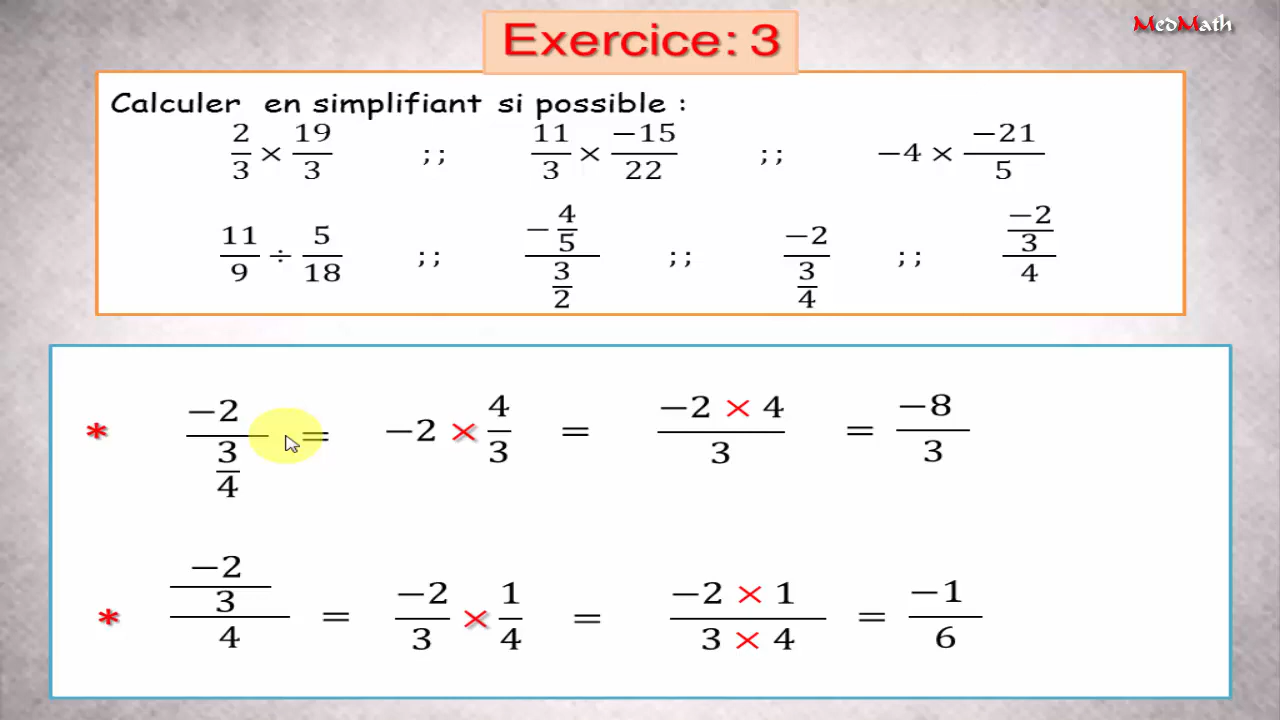 MedMath
Exercice: 3
Calculer en simplifiant si possible :
2/3 × 19/3 ;; 11/3 × −15/22 ;; −4 × −21/5
11/9 ÷ 5/18 ;; (−4/5)/(3/2) ;; −2/(3/4) ;; (−2/3)/4
* −2/(3/4) = −2 × 4/3 = (−2 × 4)/3 = −8/3
* (−2/3)/4 = −2/3 × 1/4 = (−2 × 1)/(3 × 4) = −1/6